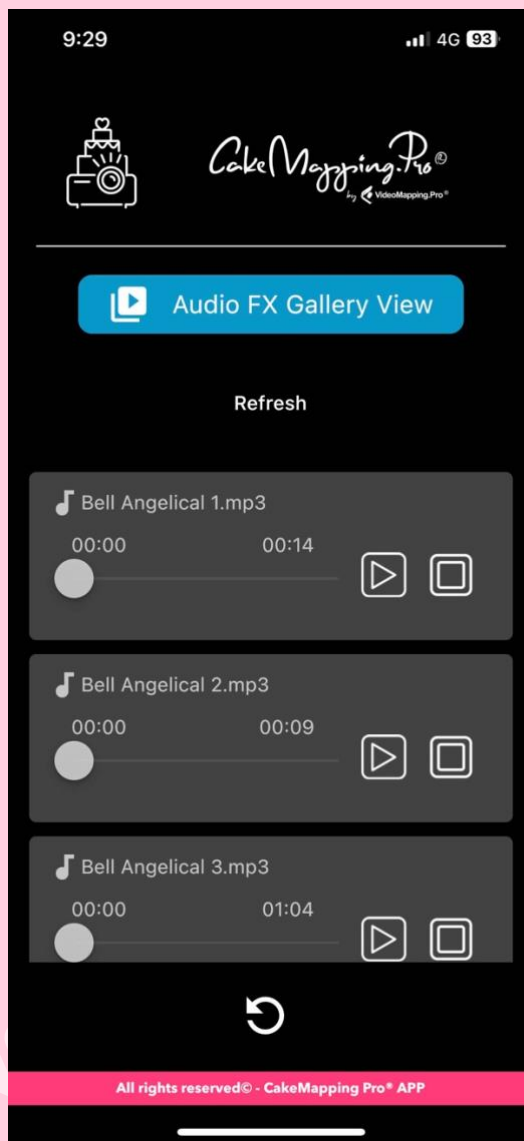 9:29 4G 93
CakeMapping.Pro®
by VideoMapping.Pro®
Audio FX Gallery View
Refresh
Bell Angelical 1.mp3
00:00 00:14
Bell Angelical 2.mp3
00:00 00:09
Bell Angelical 3.mp3
00:00 01:04
All rights reserved© - CakeMapping Pro® APP